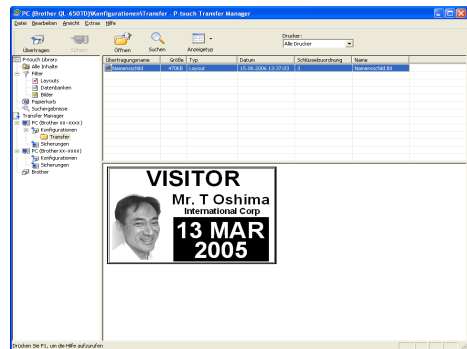 PC (Brother QL-650TD)\Konfigurationen\Transfer - P-touch Transfer Manager
Datei Bearbeiten Ansicht Extras Hilfe
Übertragen
Öffnen
Suchen
Anzeigetyp
Drucker:
Alle Drucker
P-touch Library
Alle Inhalte
Filter
Layouts
Datenbanken
Bilder
Papierkorb
Suchergebnisse
Transfer Manager
PC (Brother XX-XXXX)
Konfigurationen
Transfer
Sicherungen
PC (Brother XX-XXXX)
Konfigurationen
Sicherungen
Brother
Übertragungsname Größe Typ Datum Schlüsselzuordnung Name
Namensschild 470KB Layout 15.08.2006 13:37:03 3 Namensschild.lbl
VISITOR
Mr. T Oshima
International Corp
13 MAR
2005
Drücken Sie F1, um die Hilfe aufzurufen